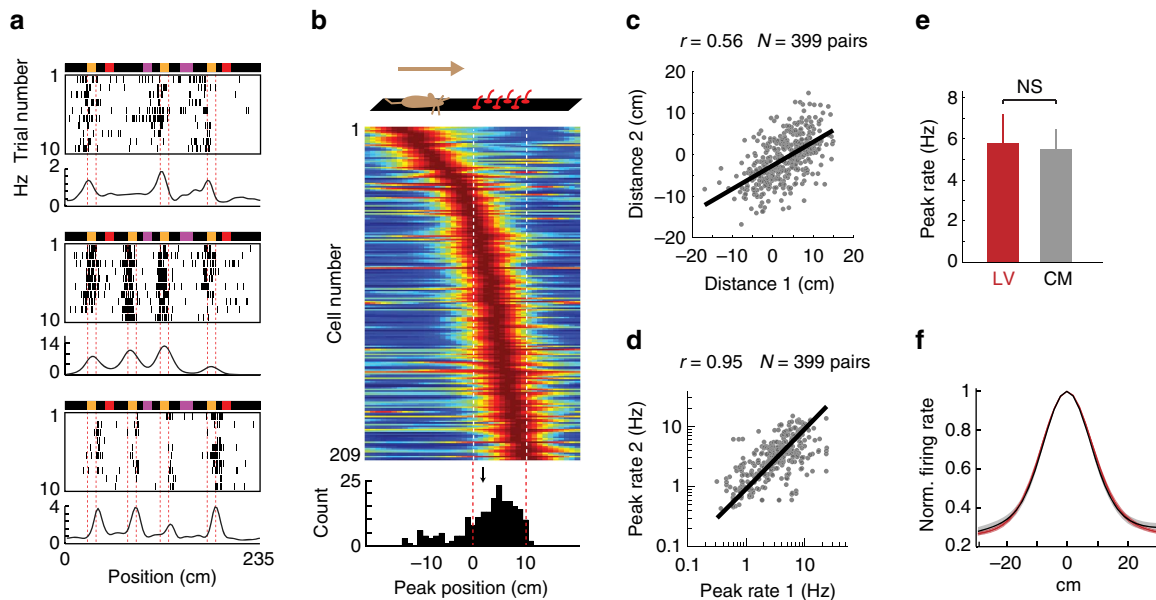 a
Trial number
1
10
Hz
2
0
1
10
14
0
1
10
4
0
0
235
Position (cm)
b
1
Cell number
209
25
Count
0
−10
0
10
Peak position (cm)
c
r = 0.56 N = 399 pairs
20
10
0
−10
−20
Distance 2 (cm)
−20
−10
0
10
20
Distance 1 (cm)
d
r = 0.95 N = 399 pairs
10
1
0.1
Peak rate 2 (Hz)
0.1
1
10
Peak rate 1 (Hz)
e
NS
8
6
4
2
0
Peak rate (Hz)
LV
CM
f
1
0.8
0.6
0.4
0.2
Norm. firing rate
−20
0
20
cm